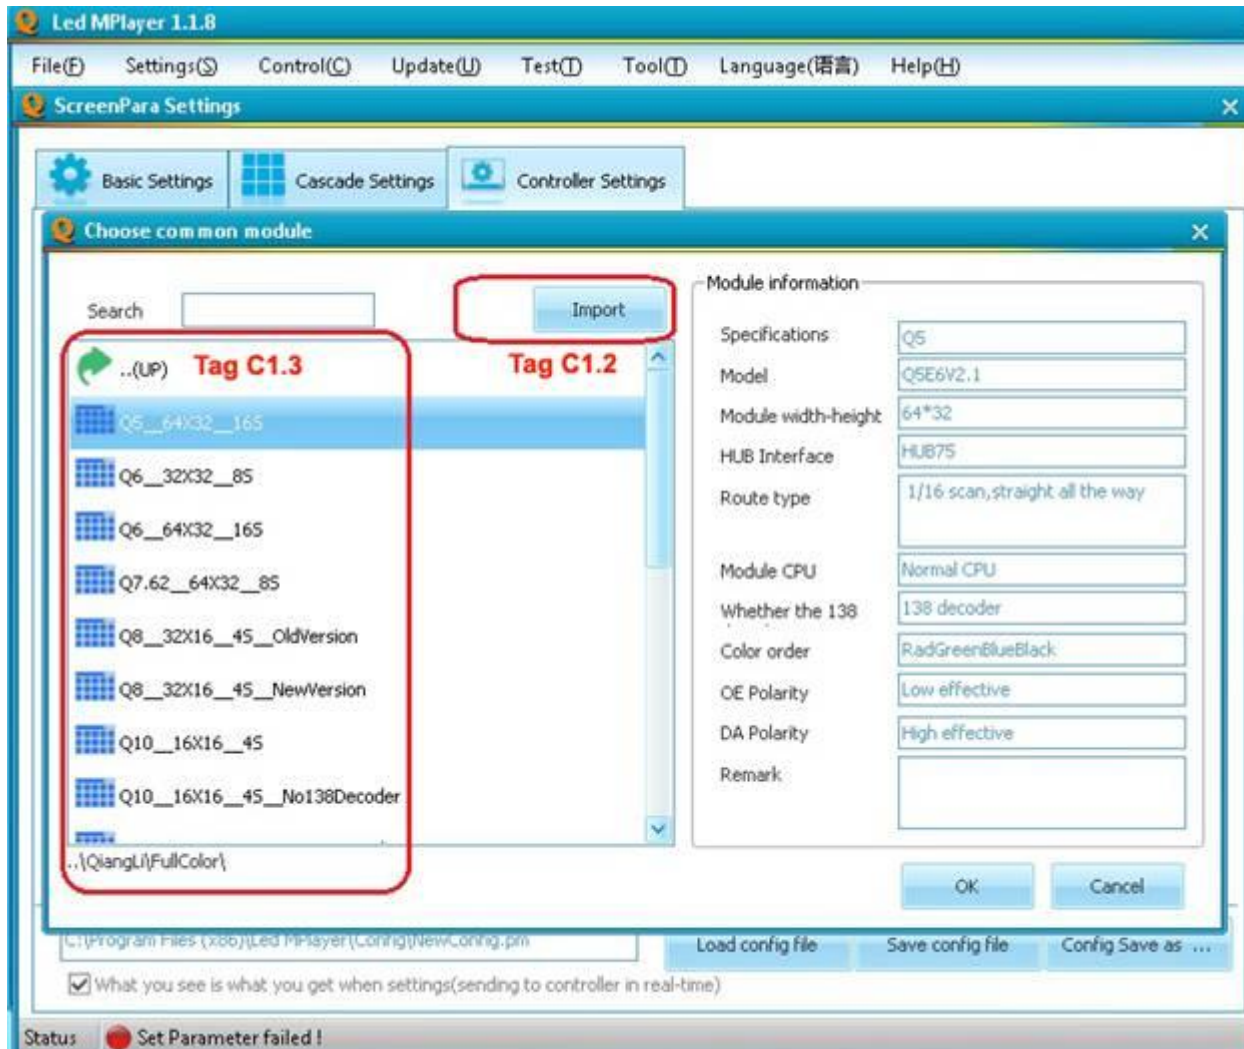 Led MPlayer 1.1.8
File(F) Settings(S) Control(C) Update(U) Test(T) Tool(T) Language(语言) Help(H)
ScreenPara Settings
Basic Settings Cascade Settings Controller Settings
Choose common module
Search Import
..(UP) Tag C1.3 Tag C1.2
Q5__64X32__16S
Q6__32X32__8S
Q6__64X32__16S
Q7.62__64X32__8S
Q8__32X16__4S__OldVersion
Q8__32X16__4S__NewVersion
Q10__16X16__4S
Q10__16X16__4S__No138Decoder
..\QiangLi\FullColor\
Module information
Specifications Q5
Model Q5E6V2.1
Module width-height 64*32
HUB Interface HUB75
Route type 1/16 scan,straight all the way
Module CPU Normal CPU
Whether the 138 138 decoder
Color order RadGreenBlueBlack
OE Polarity Low effective
DA Polarity High effective
Remark
OK Cancel
C:\Program Files (x86)\Led MPlayer\Config\NewConfig.pm Load config file Save config file Config Save as ...
What you see is what you get when settings(sending to controller in real-time)
Status Set Parameter failed !